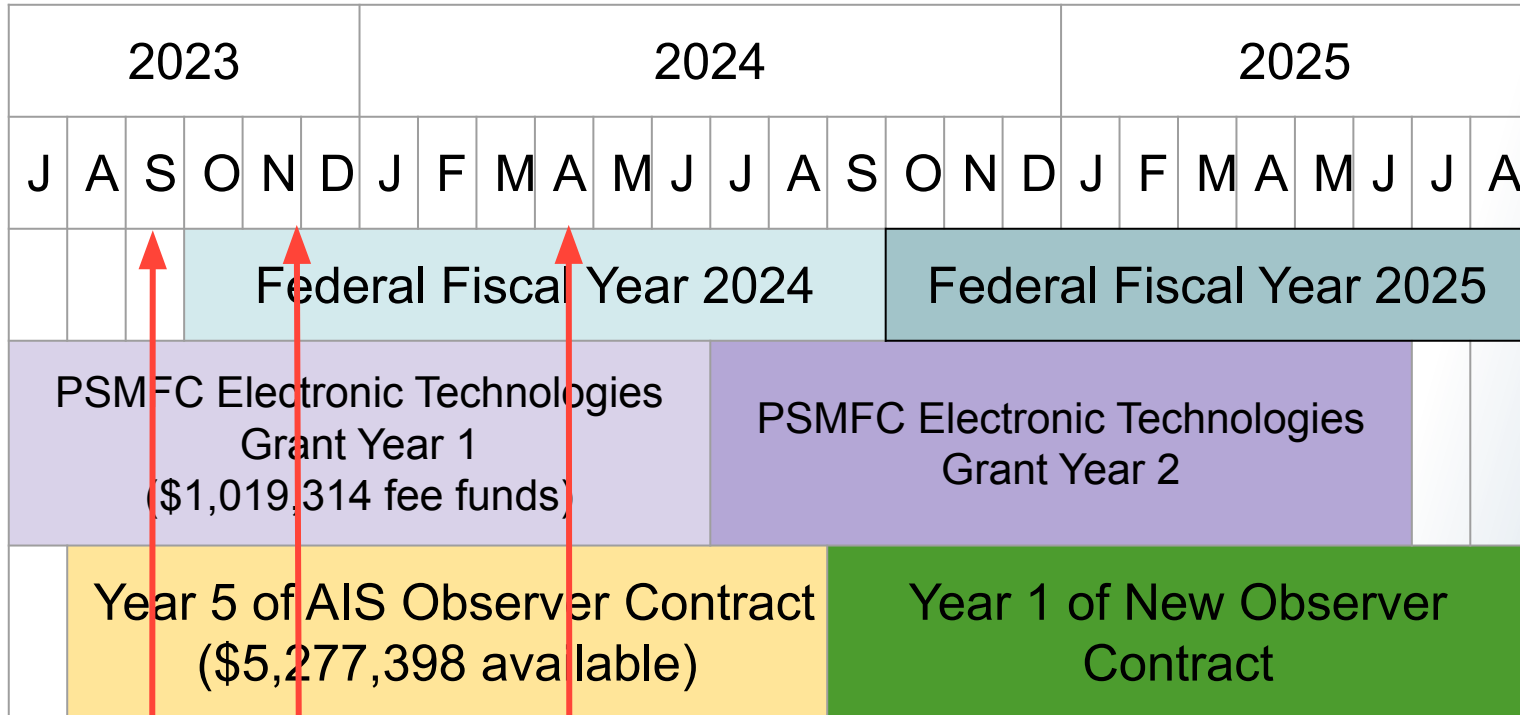 2023 2024 2025
J A S O N D J F M A M J J A S O N D J F M A M J J A
Federal Fiscal Year 2024 Federal Fiscal Year 2025
PSMFC Electronic Technologies
Grant Year 1
($1,019,314 fee funds)
PSMFC Electronic Technologies
Grant Year 2
Year 5 of AIS Observer Contract
($5,277,398 available)
Year 1 of New Observer
Contract